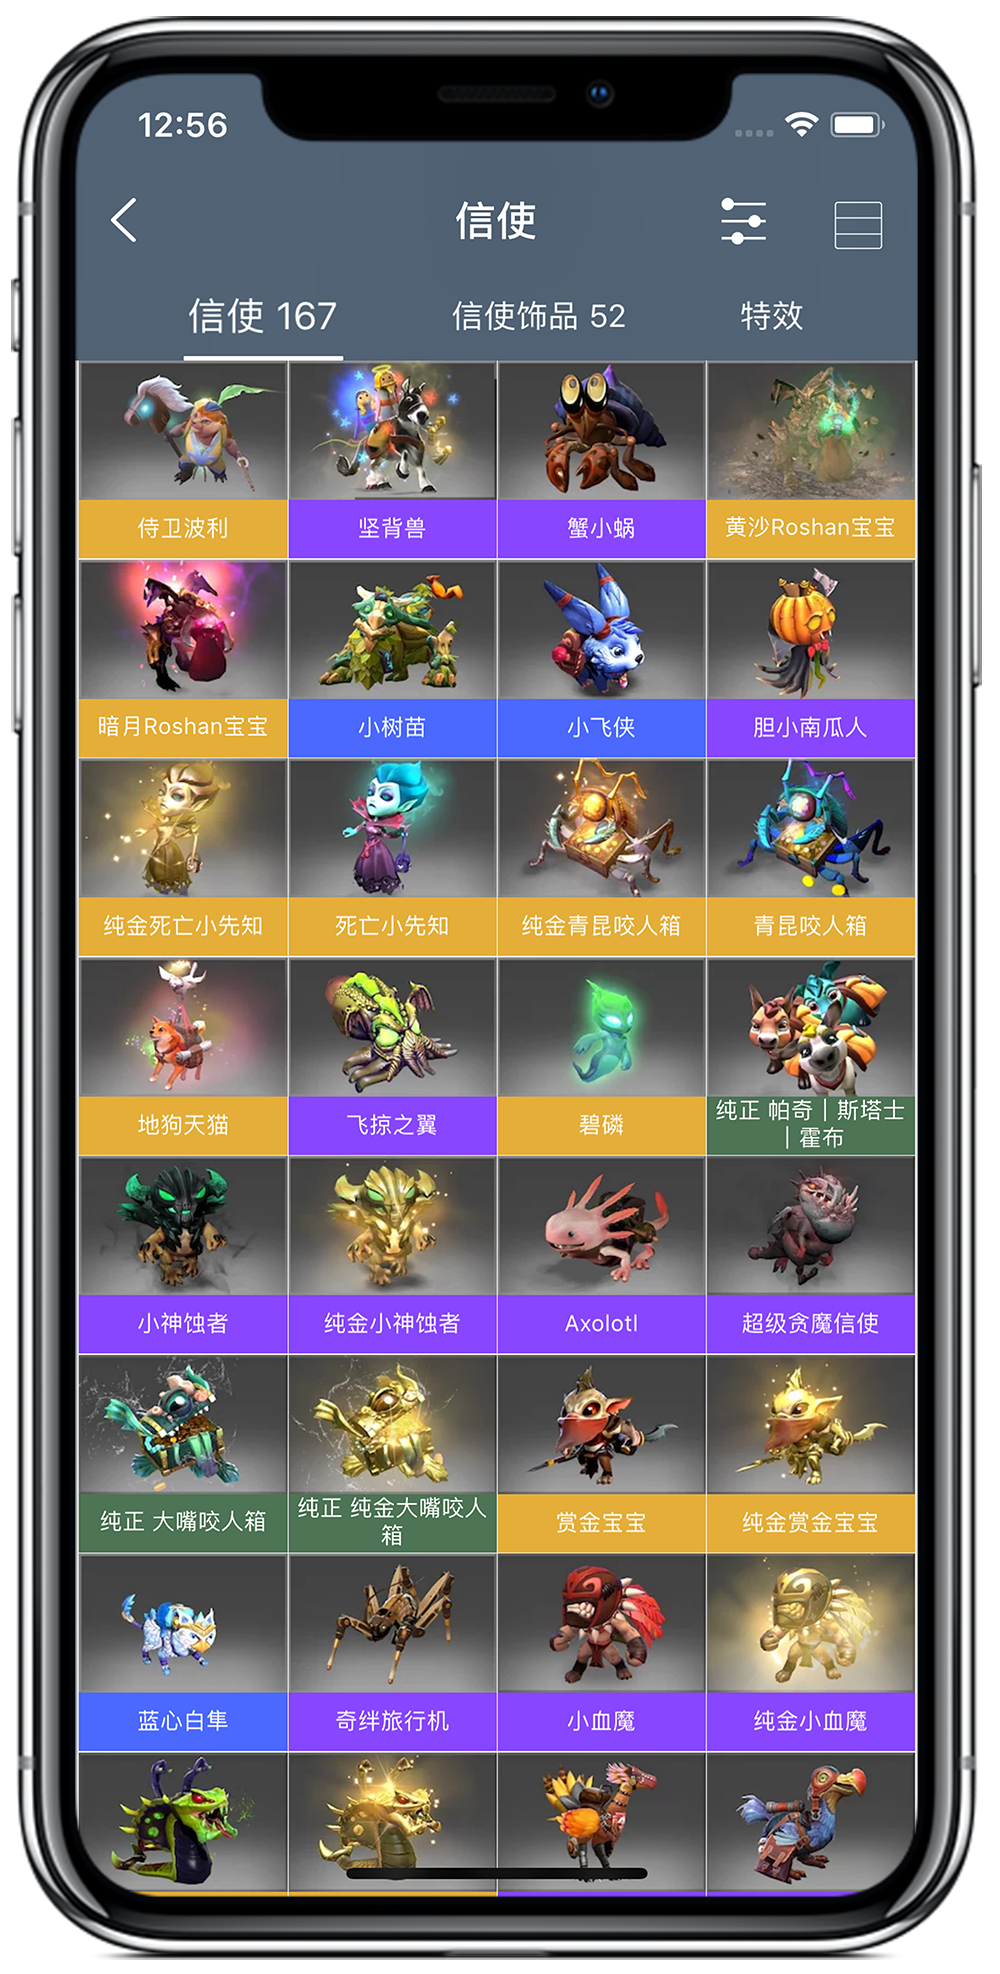 12:56
信使
信使 167
信使饰品 52
特效
侍卫波利
坚背兽
蟹小蜗
黄沙Roshan宝宝
暗月Roshan宝宝
小树苗
小飞侠
胆小南瓜人
纯金死亡小先知
死亡小先知
纯金青昆咬人箱
青昆咬人箱
地狗天猫
飞掠之翼
碧磷
纯正 帕奇 | 斯塔士
| 霍布
小神蚀者
纯金小神蚀者
Axolotl
超级贪魔信使
纯正 大嘴咬人箱
纯正 纯金大嘴咬人
箱
赏金宝宝
纯金赏金宝宝
蓝心白隼
奇绊旅行机
小血魔
纯金小血魔